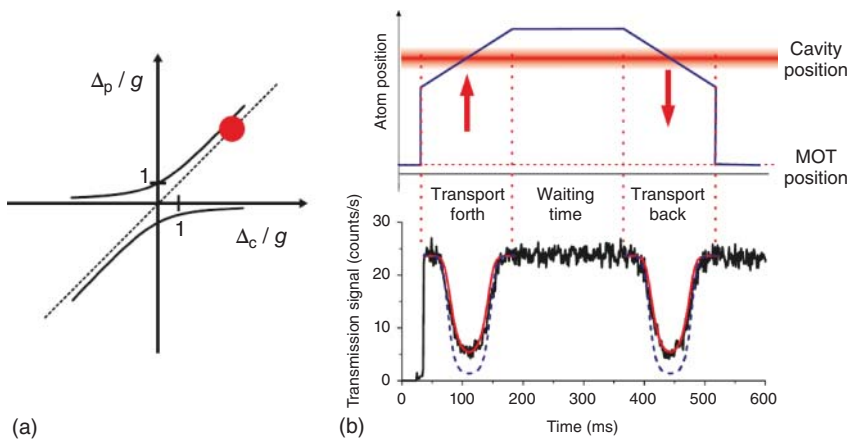 Δp / g
1
1
Δc / g
(a)
Atom position
Cavity
position
MOT
position
Transport
forth
Waiting
time
Transport
back
Transmission signal (counts/s)
30
20
10
0
0
100
200
300
400
500
600
Time (ms)
(b)